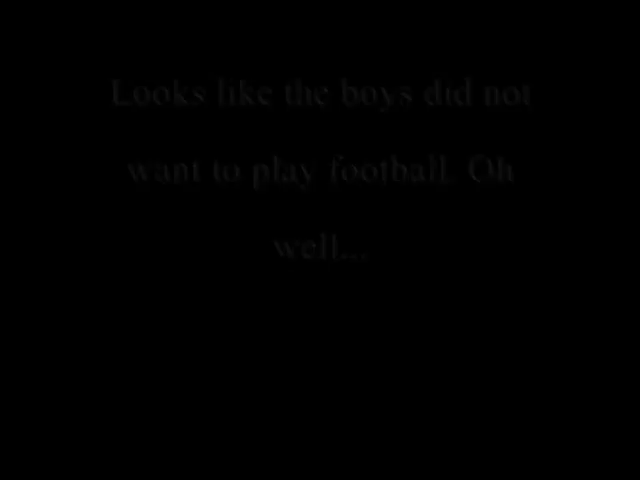 Looks like the boys did not
want to play football. Oh
well...